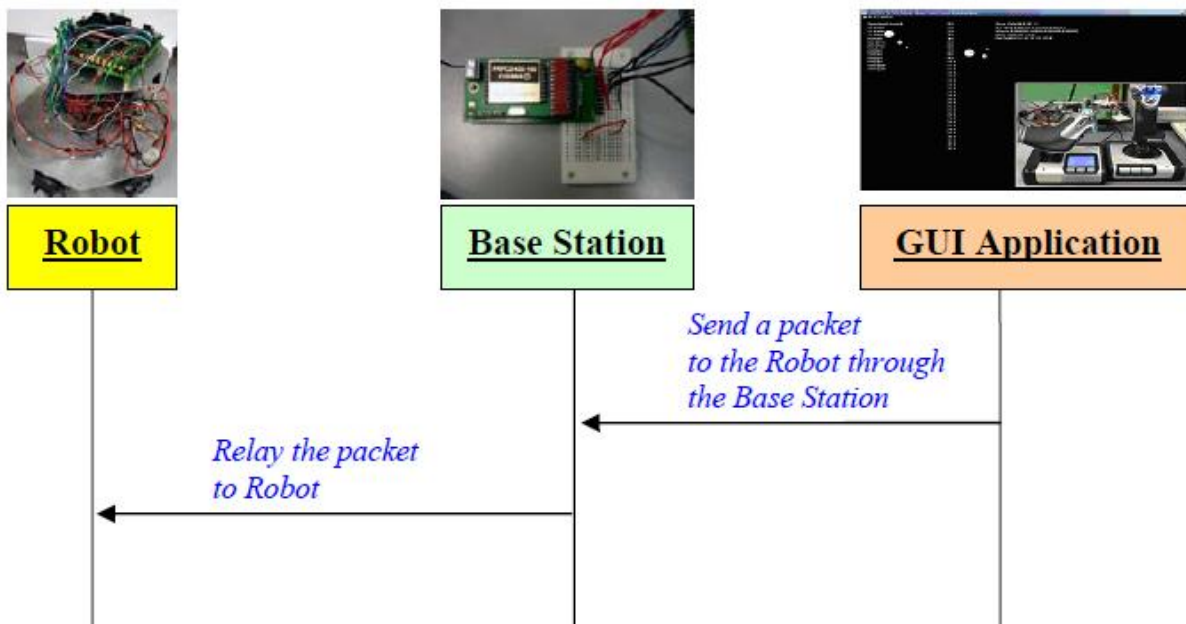 Robot
Base Station
GUI Application
Send a packet
to the Robot through
the Base Station
Relay the packet
to Robot